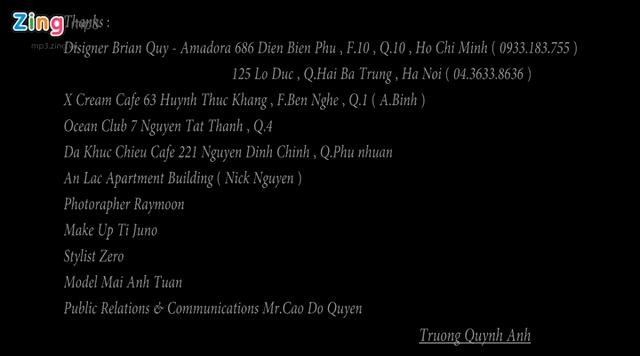 Zing mp3
mp3.zing.vn
Thanks :
Disigner Brian Quy - Amadora 686 Dien Bien Phu , F.10 , Q.10 , Ho Chi Minh ( 0933.183.755 )
125 Lo Duc , Q.Hai Ba Trung , Ha Noi ( 04.3633.8636 )
X Cream Cafe 63 Huynh Thuc Khang , F.Ben Nghe , Q.1 ( A.Binh )
Ocean Club 7 Nguyen Tat Thanh , Q.4
Da Khuc Chieu Cafe 221 Nguyen Dinh Chinh , Q.Phu nhuan
An Lac Apartment Building ( Nick Nguyen )
Photorapher Raymoon
Make Up Ti Juno
Stylist Zero
Model Mai Anh Tuan
Public Relations & Communications Mr.Cao Do Quyen
Truong Quynh Anh